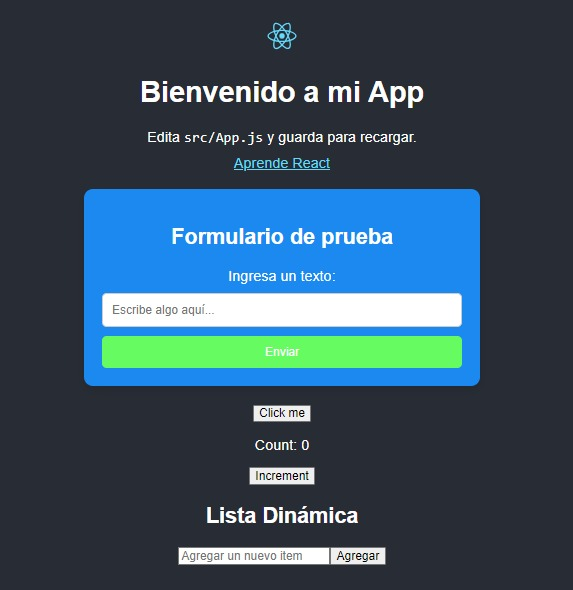 Bienvenido a mi App
Edita src/App.js y guarda para recargar.
Aprende React
Formulario de prueba
Ingresa un texto:
Escribe algo aquí...
Enviar
Click me
Count: 0
Increment
Lista Dinámica
Agregar un nuevo item Agregar